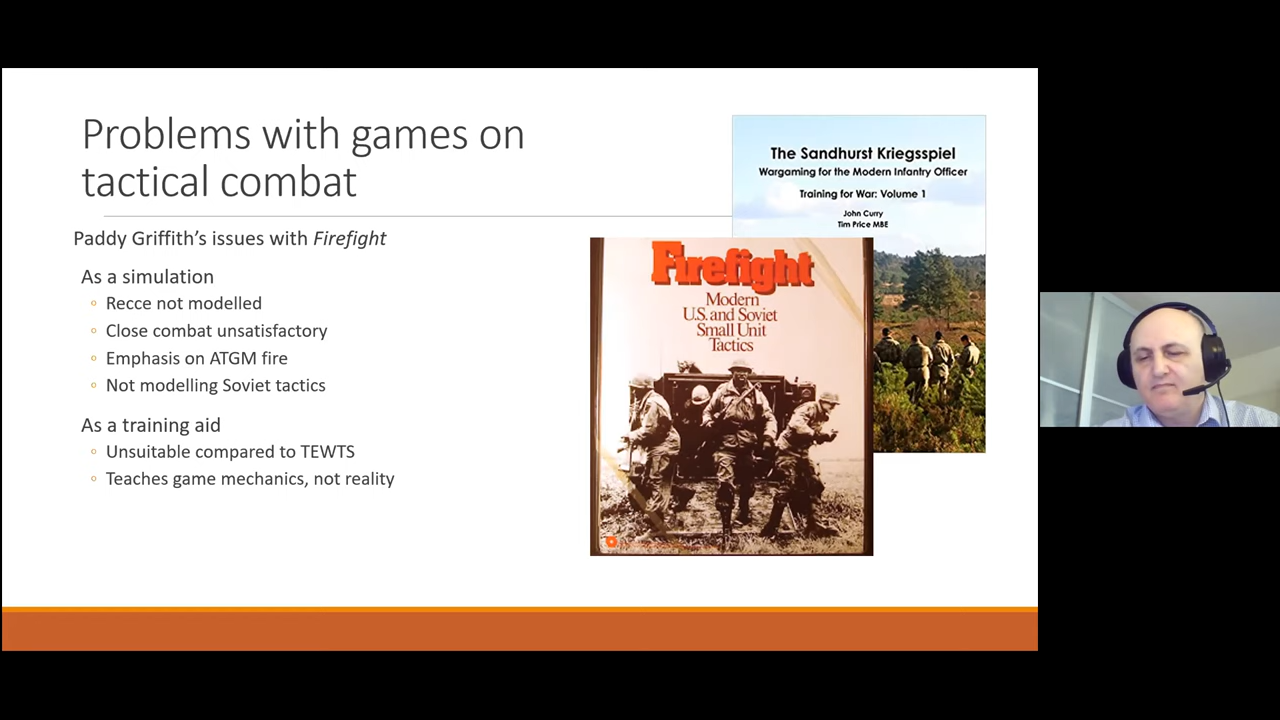 Problems with games on
tactical combat
Paddy Griffith's issues with Firefight
As a simulation
◦ Recce not modelled
◦ Close combat unsatisfactory
◦ Emphasis on ATGM fire
◦ Not modelling Soviet tactics
As a training aid
◦ Unsuitable compared to TEWTS
◦ Teaches game mechanics, not reality
The Sandhurst Kriegsspiel
Wargaming for the Modern Infantry Officer
Training for War: Volume 1
John Curry
Tim Price MBE
Firefight
Modern
U.S. and Soviet
Small Unit
Tactics